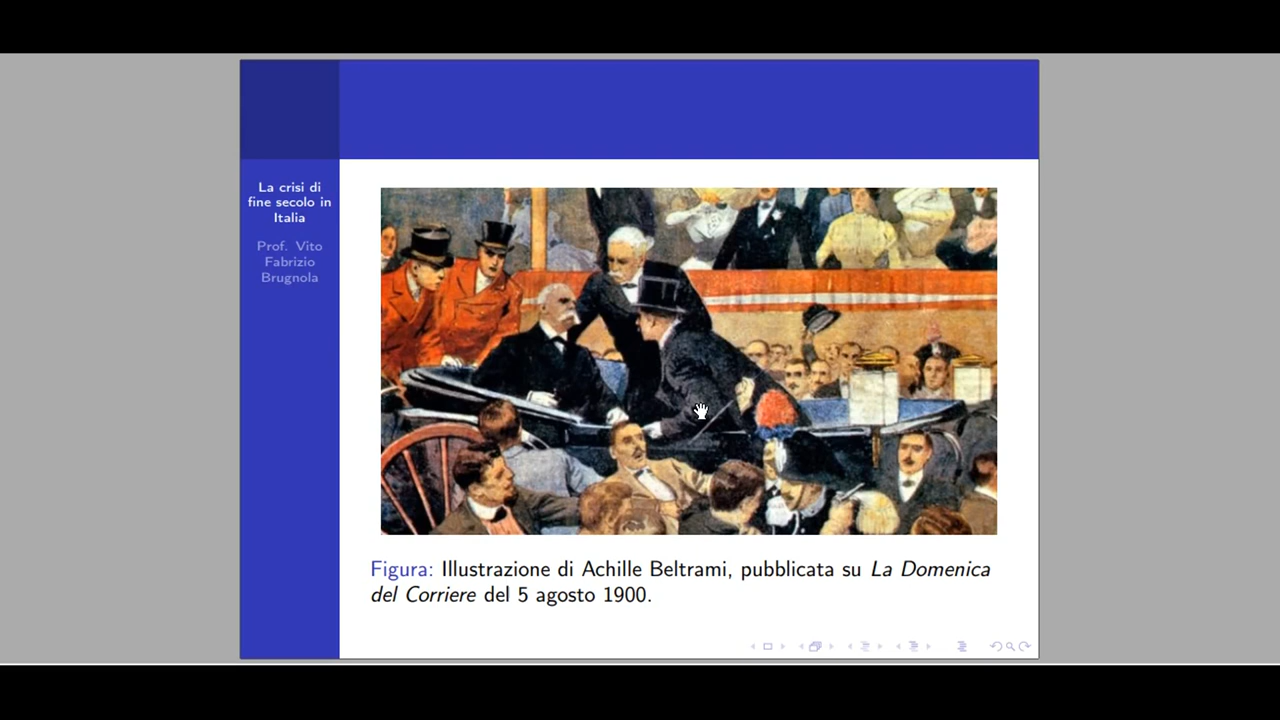 La crisi di
fine secolo in
Italia
Prof. Vito
Fabrizio
Brugnola
Figura: Illustrazione di Achille Beltrami, pubblicata su La Domenica
del Corriere del 5 agosto 1900.